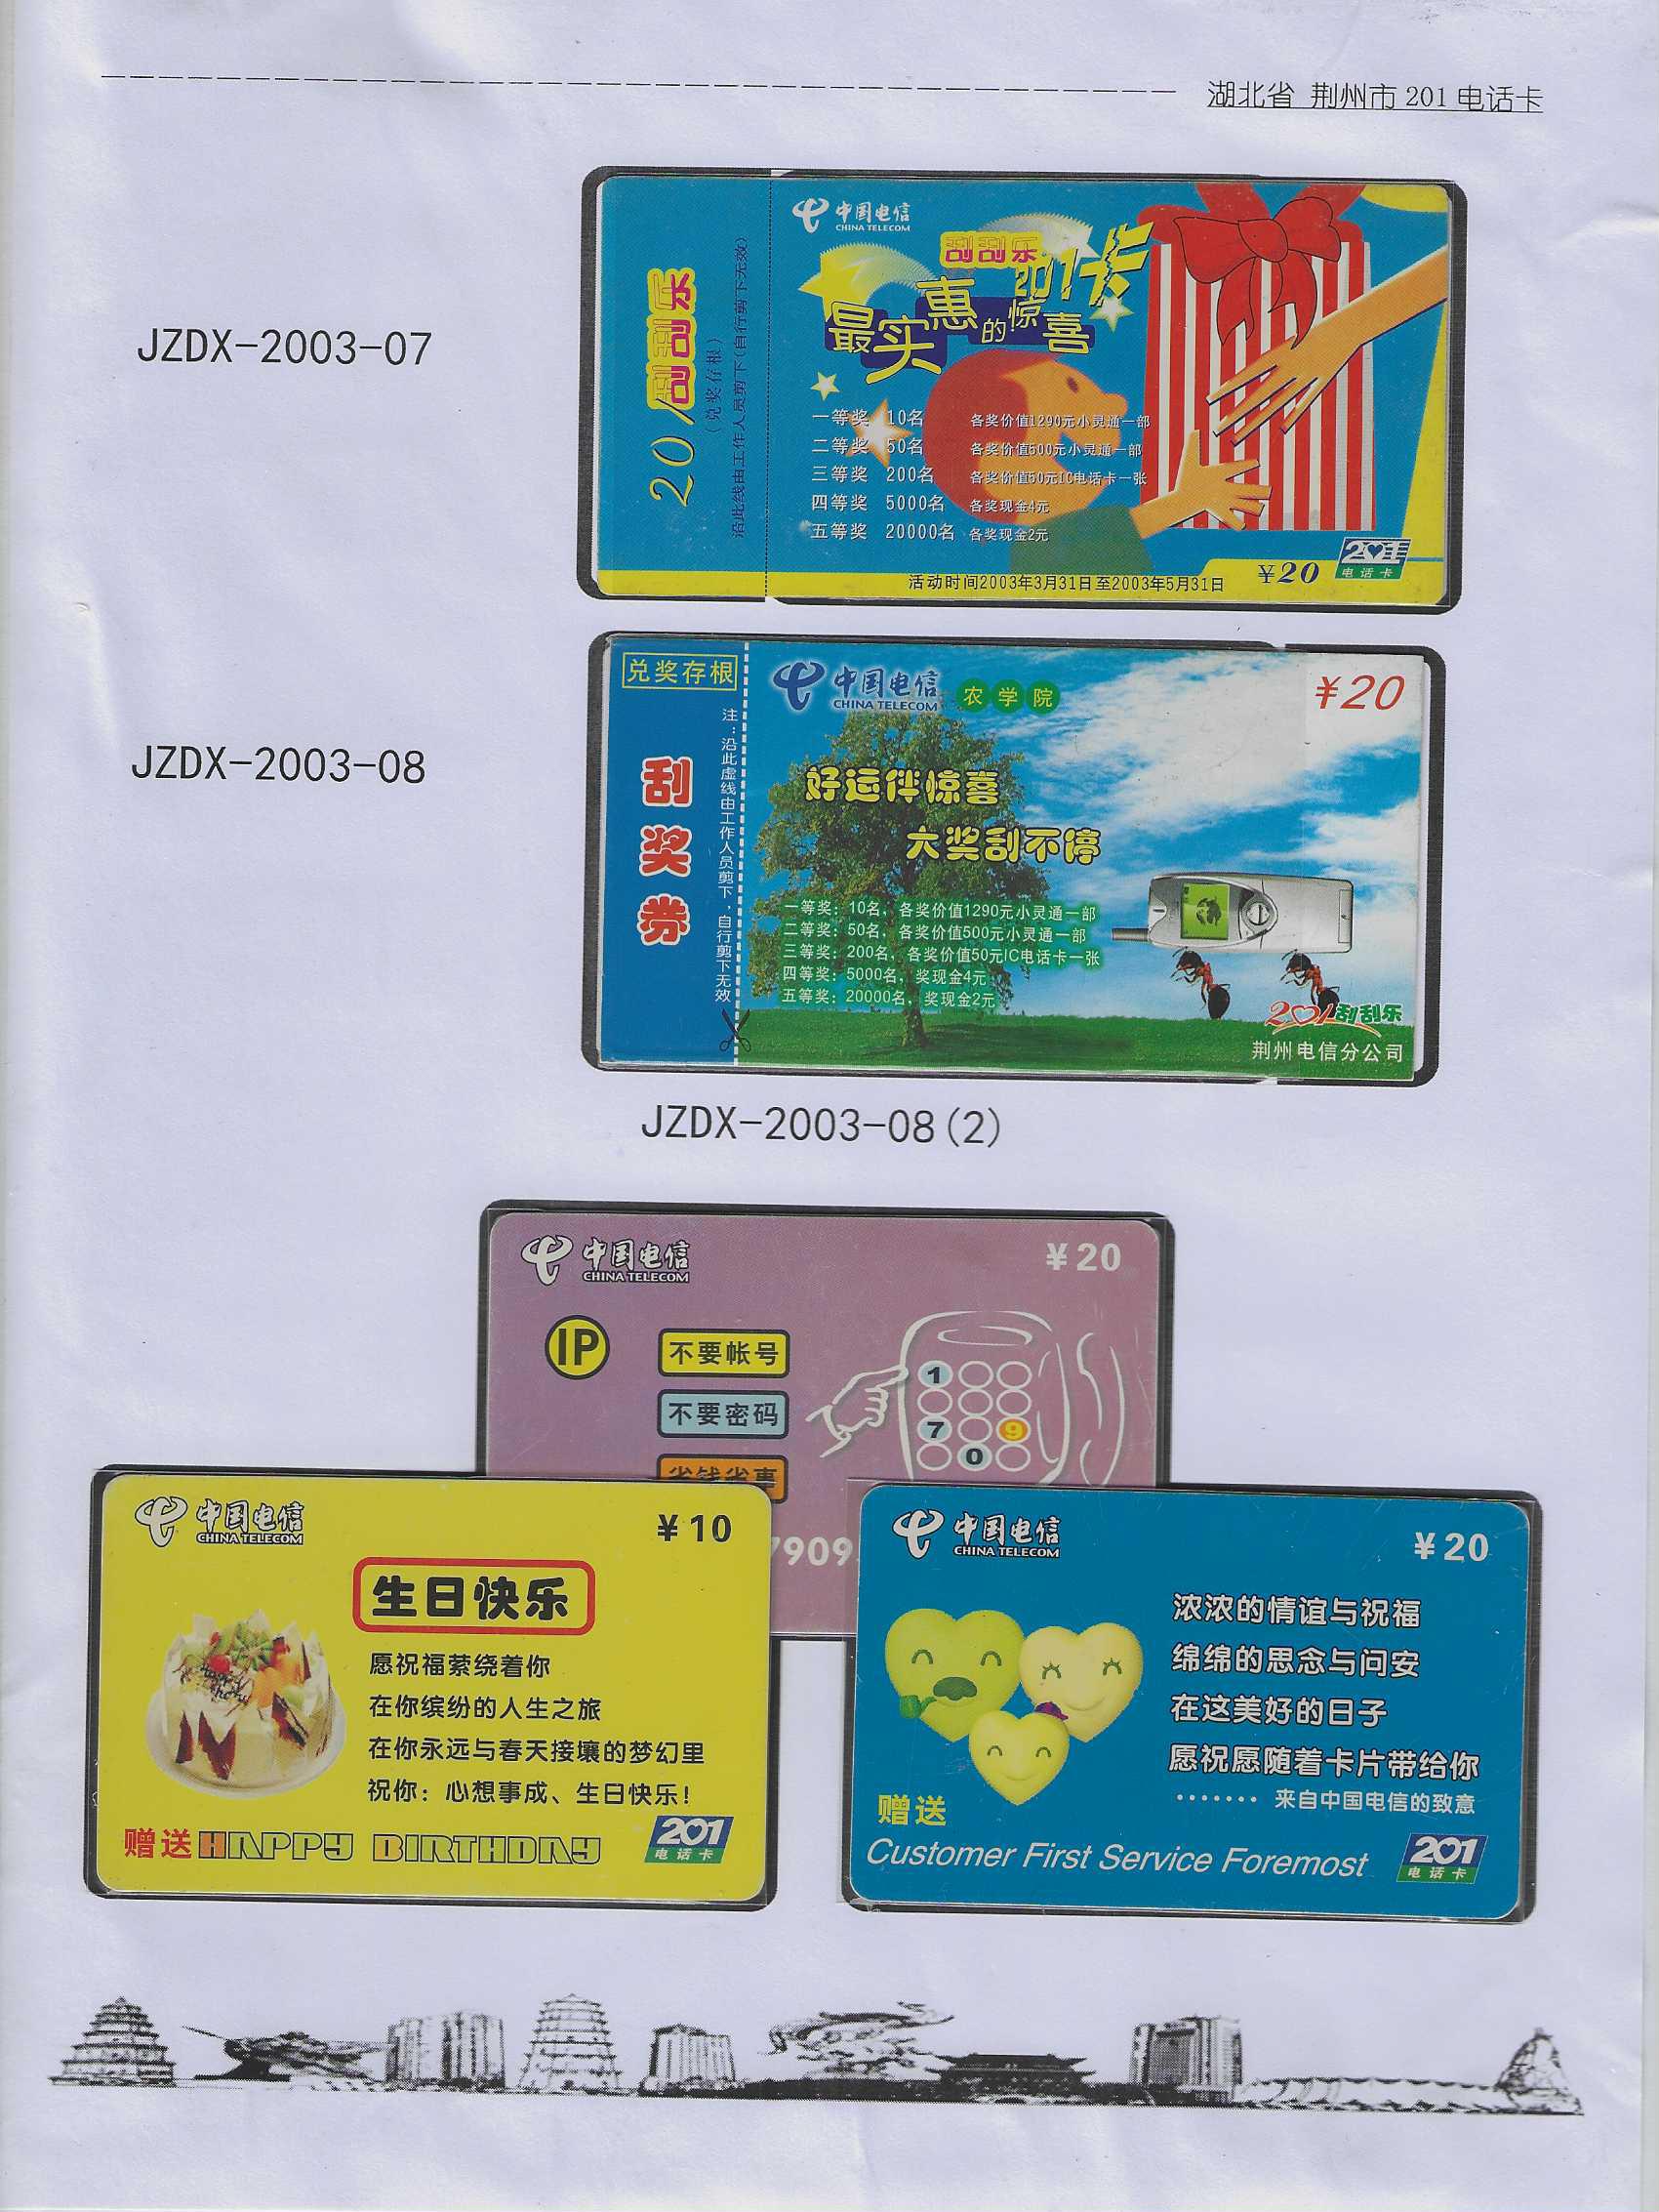 湖北省 荆州市 201 电话卡
JZDX-2003-07
20 / 刮刮乐
(兑奖存根)
沿此线由工作人员剪下(自行剪下无效)
中国电信
CHINA TELECOM
刮刮乐
201卡
最实惠的惊喜
一等奖 10名 各奖价值1290元小灵通一部
二等奖 50名 各奖价值500元小灵通一部
三等奖 200名 各奖价值50元IC电话卡一张
四等奖 5000名 各奖现金4元
五等奖 20000名 各奖现金2元
活动时间2003年3月31日至2003年5月31日
¥20
201
电话卡
JZDX-2003-08
兑奖存根
刮奖券
注：沿此虚线由工作人员剪下，自行剪下无效
中国电信
CHINA TELECOM
农学院
¥20
好运伴惊喜
大奖刮不停
一等奖：10名，各奖价值1290元小灵通一部
二等奖：50名，各奖价值500元小灵通一部
三等奖：200名，各奖价值50元IC电话卡一张
四等奖：5000名，奖现金4元
五等奖：20000名，奖现金2元
201刮刮乐
荆州电信分公司
JZDX-2003-08(2)
中国电信
CHINA TELECOM
¥20
IP
不要帐号
不要密码
省钱省事
1
7
9
0
7909
中国电信
CHINA TELECOM
¥10
生日快乐
愿祝福萦绕着你
在你缤纷的人生之旅
在你永远与春天接壤的梦幻里
祝你：心想事成、生日快乐！
赠送 HAPPY BIRTHDAY
201
电话卡
中国电信
CHINA TELECOM
¥20
浓浓的情谊与祝福
绵绵的思念与问安
在这美好的日子
愿祝愿随着卡片带给你
······· 来自中国电信的致意
赠送
Customer First Service Foremost
201
电话卡